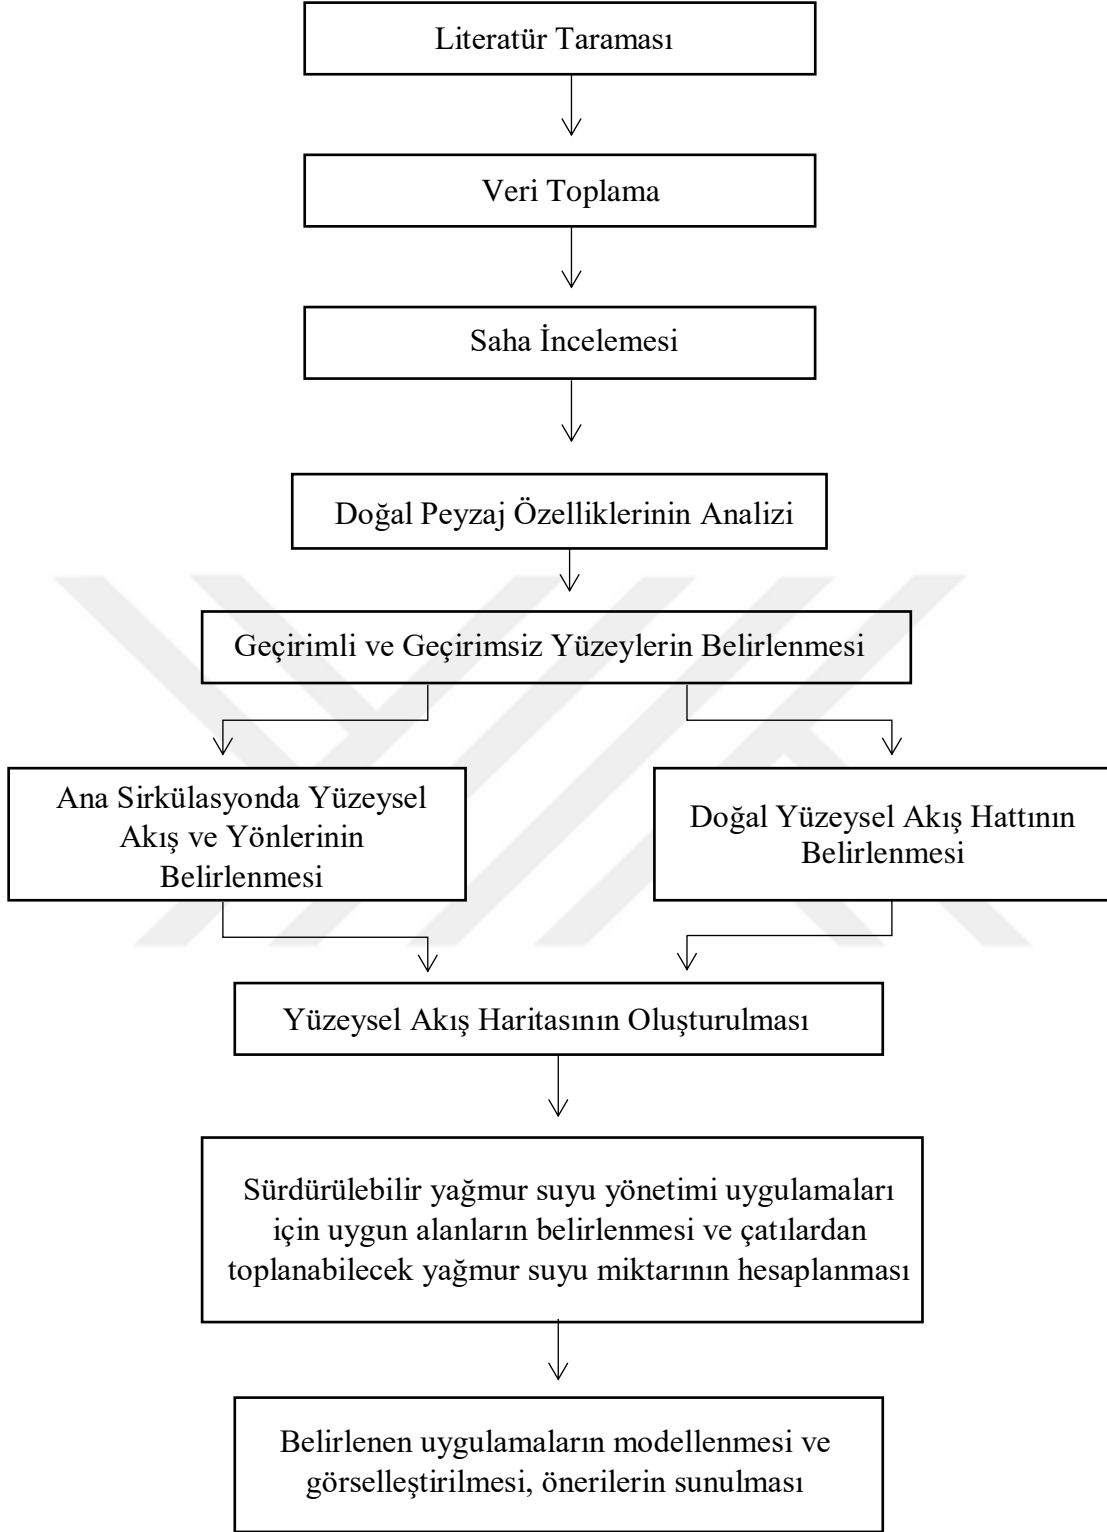 Literatür Taraması
Veri Toplama
Saha İncelemesi
Doğal Peyzaj Özelliklerinin Analizi
Geçirimli ve Geçirimsiz Yüzeylerin Belirlenmesi
Ana Sirkülasyonda Yüzeysel
Akış ve Yönlerinin
Belirlenmesi
Doğal Yüzeysel Akış Hattının
Belirlenmesi
Yüzeysel Akış Haritasının Oluşturulması
Sürdürülebilir yağmur suyu yönetimi uygulamaları
için uygun alanların belirlenmesi ve çatılardan
toplanabilecek yağmur suyu miktarının hesaplanması
Belirlenen uygulamaların modellenmesi ve
görselleştirilmesi, önerilerin sunulması